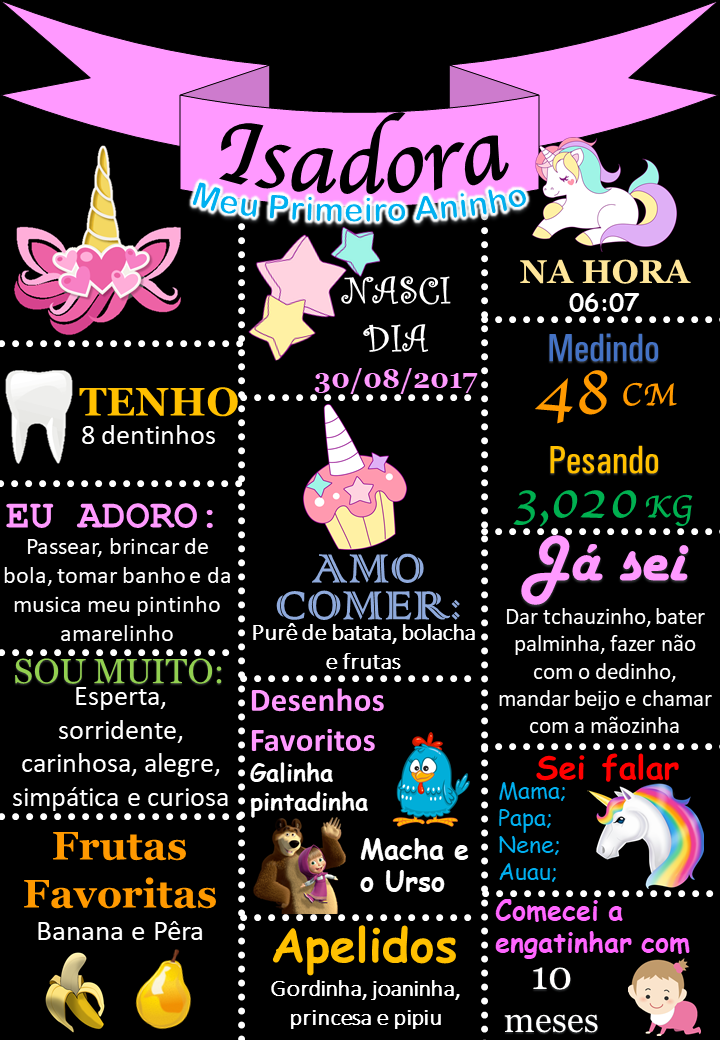 Isadora
Meu Primeiro Aninho
NASCI
DIA
30/08/2017
NA HORA
06:07
Medindo
48 CM
Pesando
3,020 KG
TENHO
8 dentinhos
EU ADORO:
Passear, brincar de
bola, tomar banho e da
musica meu pintinho
amarelinho
AMO
COMER:
Purê de batata, bolacha
e frutas
Já sei
Dar tchauzinho, bater
palminha, fazer não
com o dedinho,
mandar beijo e chamar
com a mãozinha
SOU MUITO:
Esperta,
sorridente,
carinhosa, alegre,
simpática e curiosa
Desenhos
Favoritos
Galinha
pintadinha
Macha e
o Urso
Sei falar
Mama;
Papa;
Nene;
Auau;
Frutas
Favoritas
Banana e Pêra
Apelidos
Gordinha, joaninha,
princesa e pipiu
Comecei a
engatinhar com
10
meses